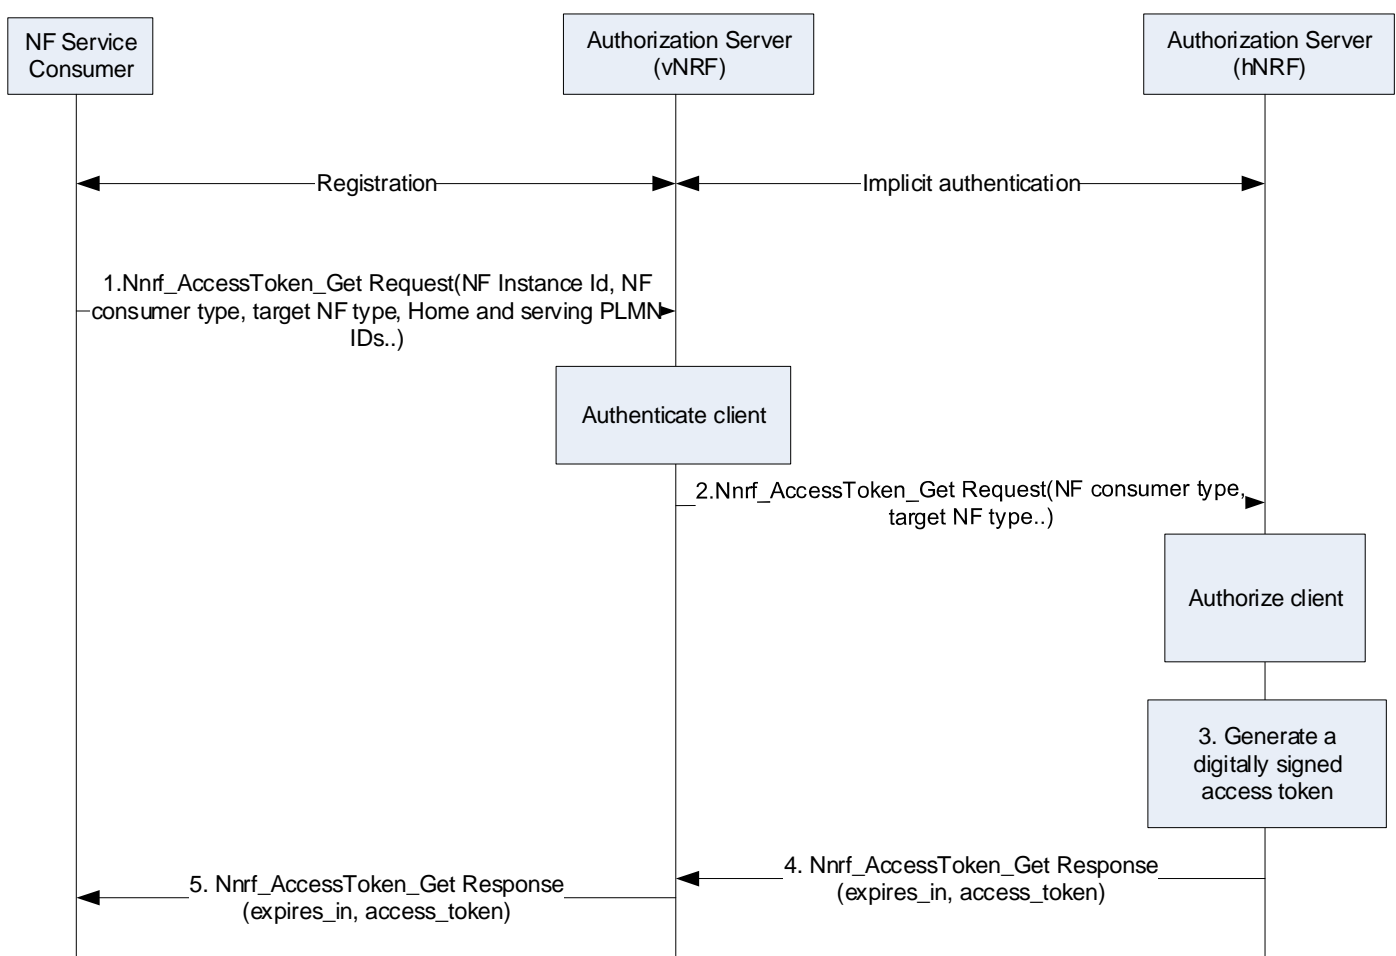 NF Service
Consumer
Authorization Server
(vNRF)
Authorization Server
(hNRF)
Registration
Implicit authentication
1.Nnrf_AccessToken_Get Request(NF Instance Id, NF
consumer type, target NF type, Home and serving PLMN
IDs..)
Authenticate client
2.Nnrf_AccessToken_Get Request(NF consumer type,
target NF type..)
Authorize client
3. Generate a
digitally signed
access token
4. Nnrf_AccessToken_Get Response
(expires_in, access_token)
5. Nnrf_AccessToken_Get Response
(expires_in, access_token)